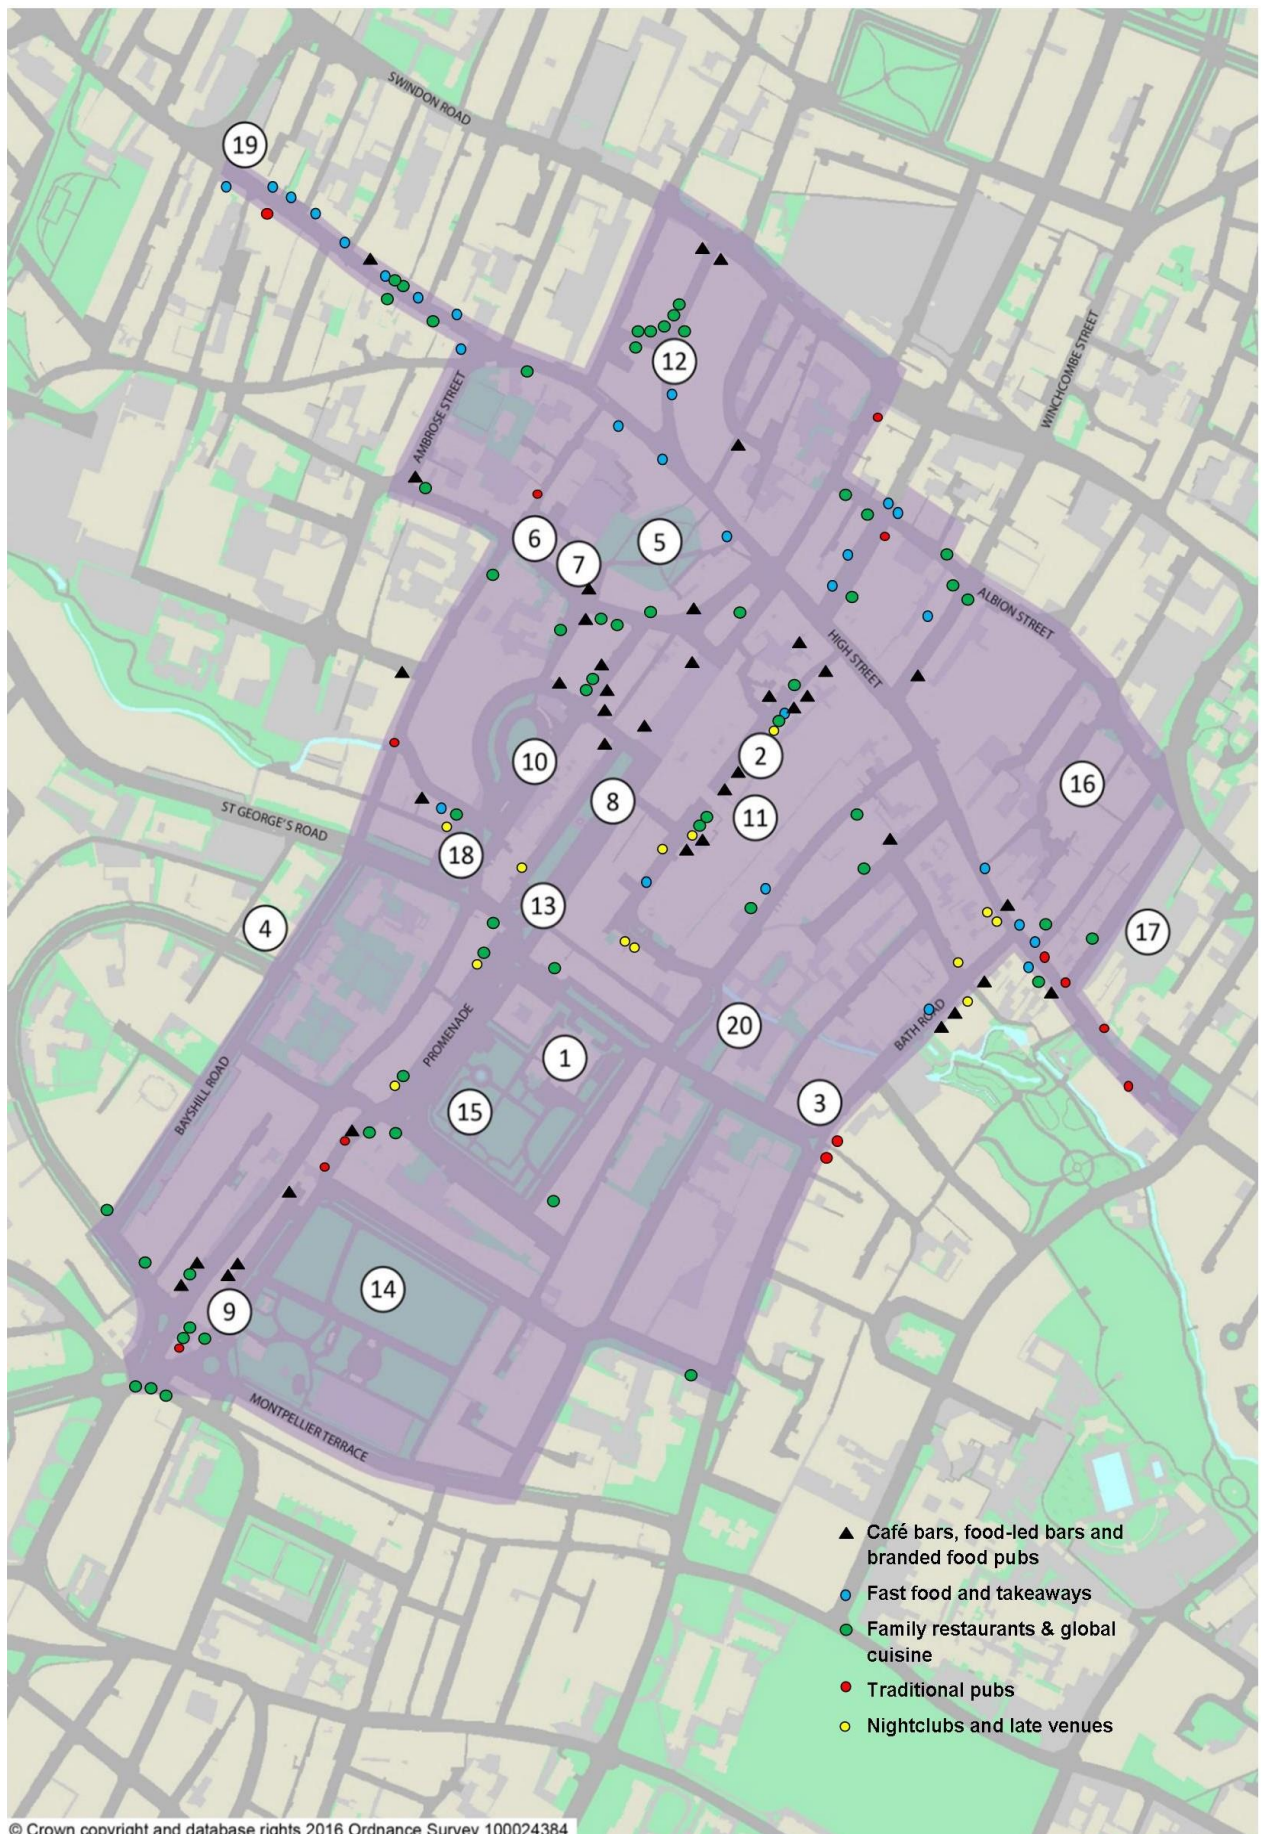 SWINDON ROAD
19
WINCHCOMBE STREET
12
AMBROSE STREET
6
5
7
ALBION STREET
HIGH STREET
2
10
16
8
11
ST GEORGE'S ROAD
18
13
4
17
20
BATH ROAD
PROMENADE
1
BAYSHILL ROAD
15
3
14
9
MONTPELLIER TERRACE
Café bars, food-led bars and
branded food pubs
Fast food and takeaways
Family restaurants & global
cuisine
Traditional pubs
Nightclubs and late venues
© Crown copyright and database rights 2016 Ordnance Survey 100024384